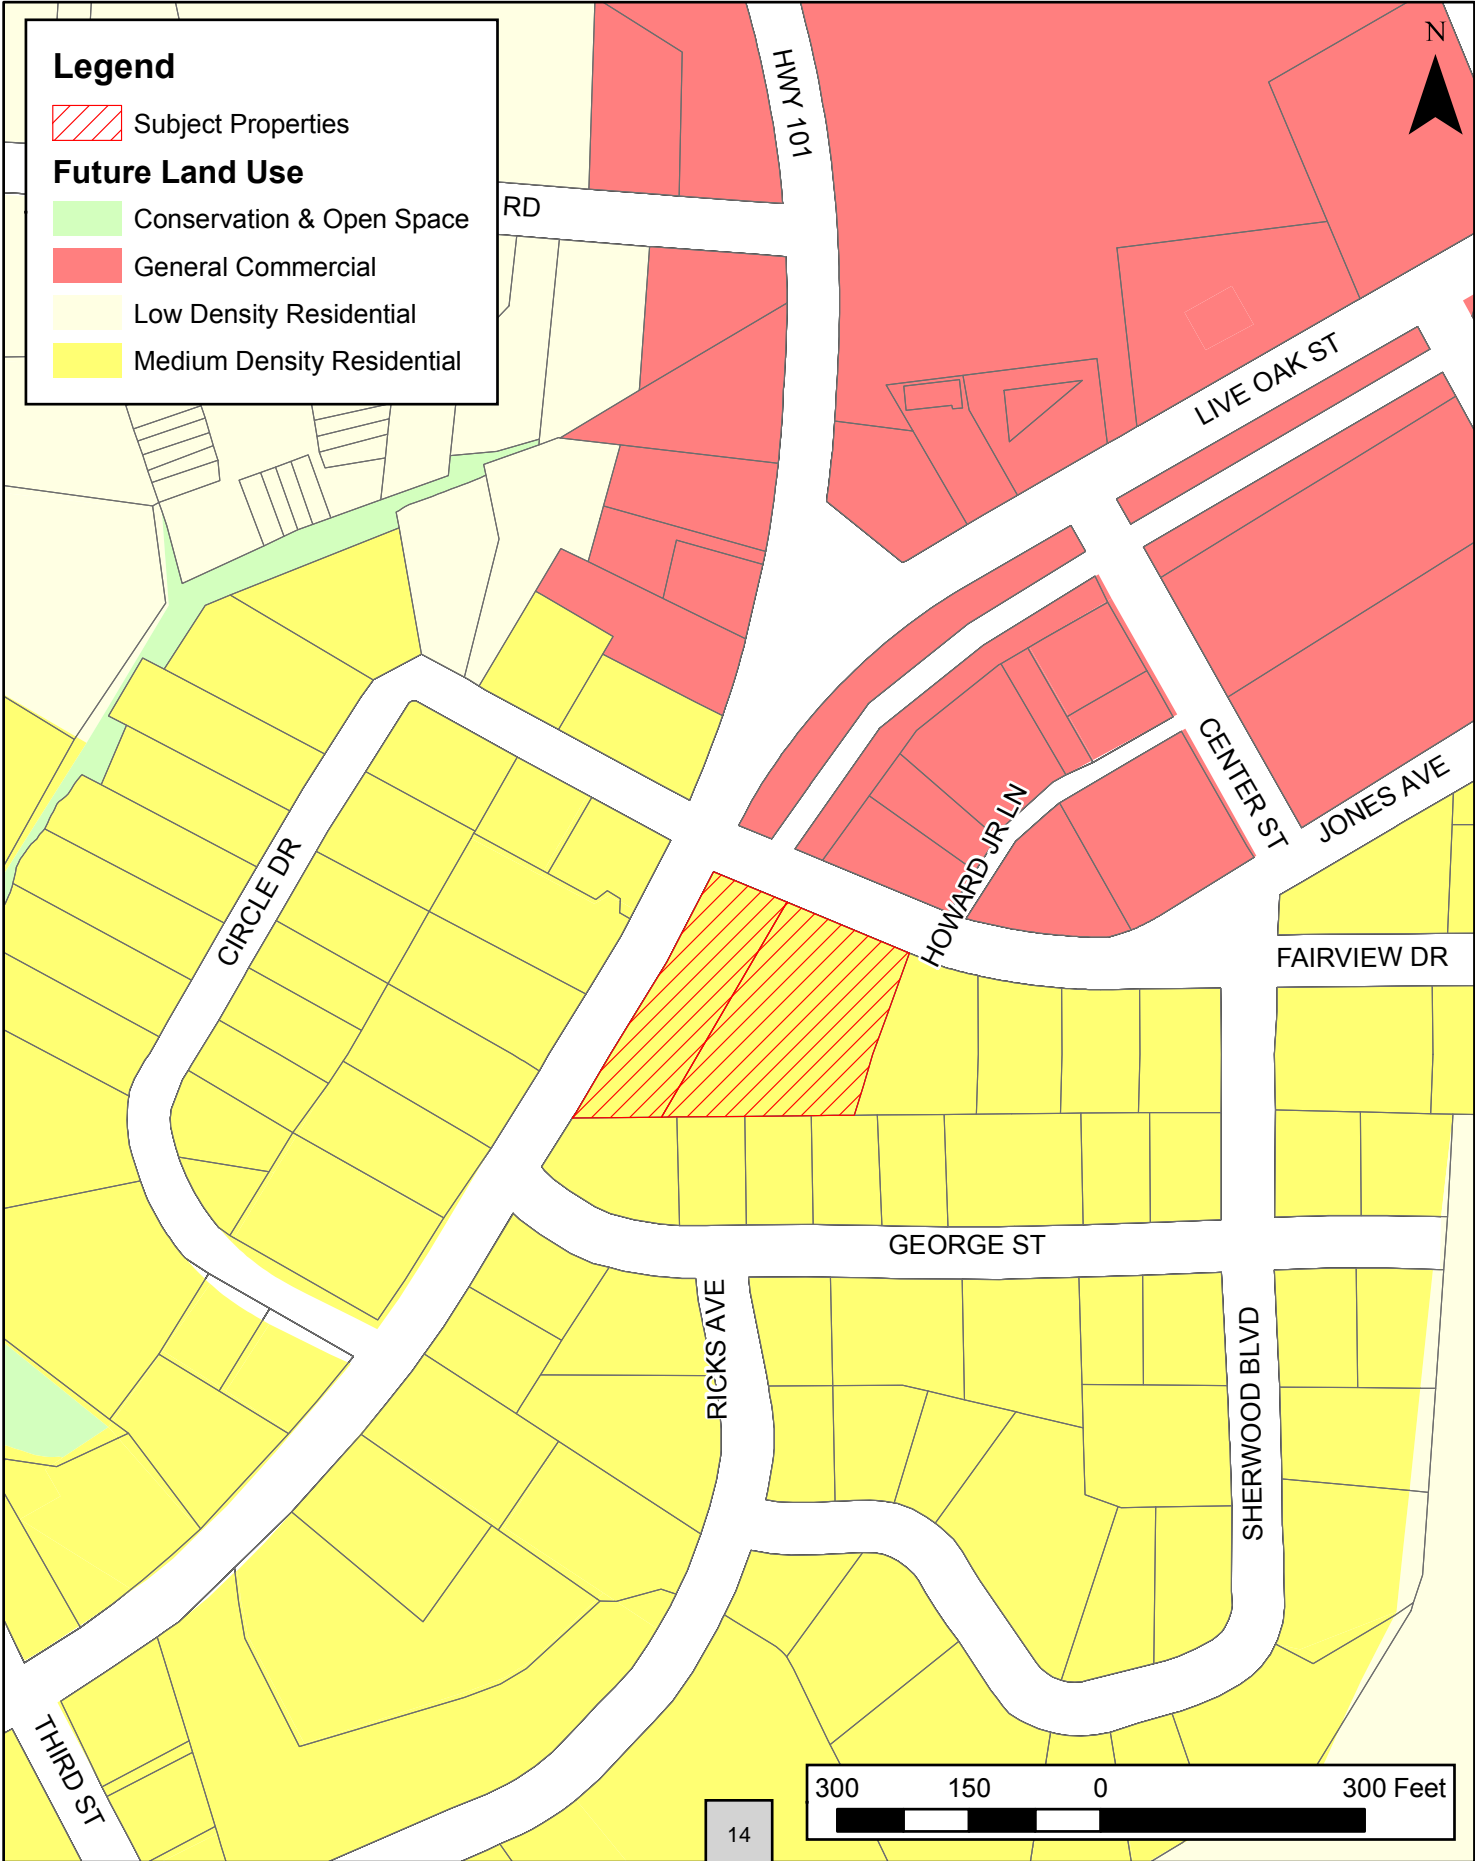 Legend
Subject Properties
Future Land Use
Conservation & Open Space
General Commercial
Low Density Residential
Medium Density Residential
N
HWY 101
RD
LIVE OAK ST
CENTER ST
JONES AVE
HOWARD JR LN
CIRCLE DR
FAIRVIEW DR
GEORGE ST
RICKS AVE
SHERWOOD BLVD
THIRD ST
300 150 0 300 Feet
14